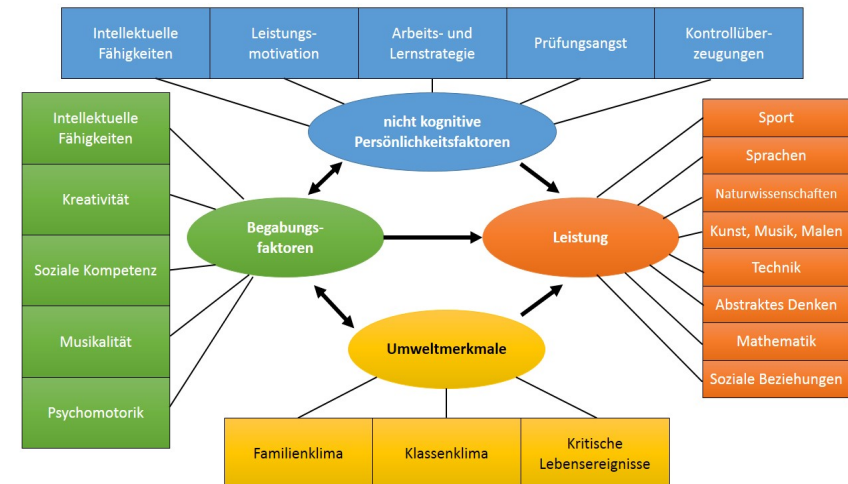 Intellektuelle
Fähigkeiten
Leistungs-
motivation
Arbeits- und
Lernstrategie
Prüfungsangst
Kontrollüber-
zeugungen
nicht kognitive
Persönlichkeitsfaktoren
Intellektuelle
Fähigkeiten
Kreativität
Soziale Kompetenz
Musikalität
Psychomotorik
Begabungs-
faktoren
Leistung
Sport
Sprachen
Naturwissenschaften
Kunst, Musik, Malen
Technik
Abstraktes Denken
Mathematik
Soziale Beziehungen
Umweltmerkmale
Familienklima
Klassenklima
Kritische
Lebensereignisse